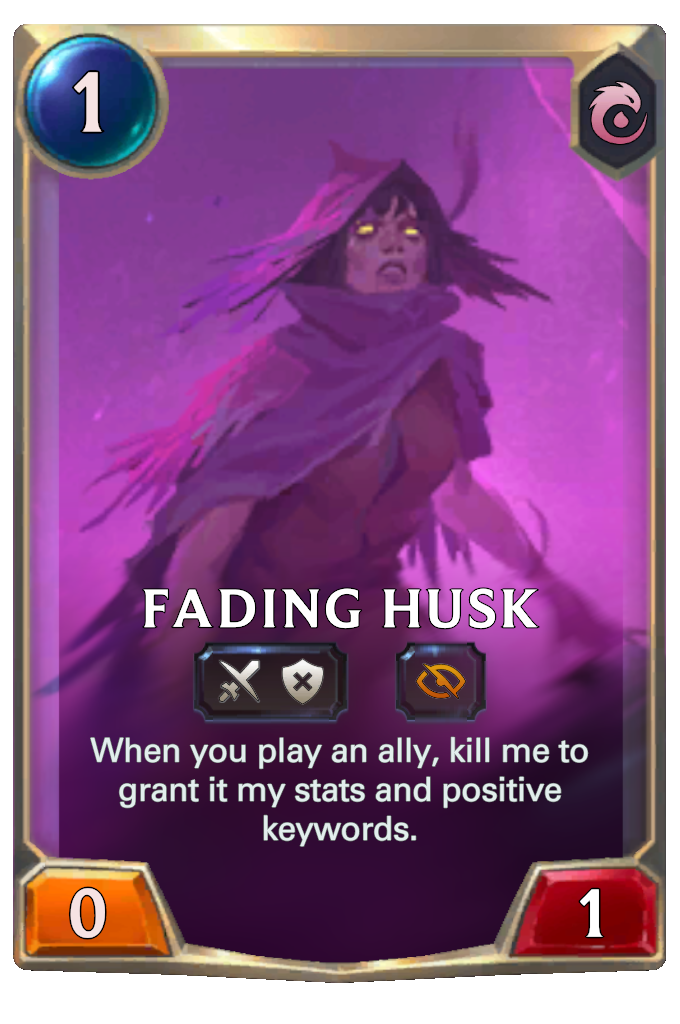 1
FADING HUSK
When you play an ally, kill me to
grant it my stats and positive
keywords.
0
1